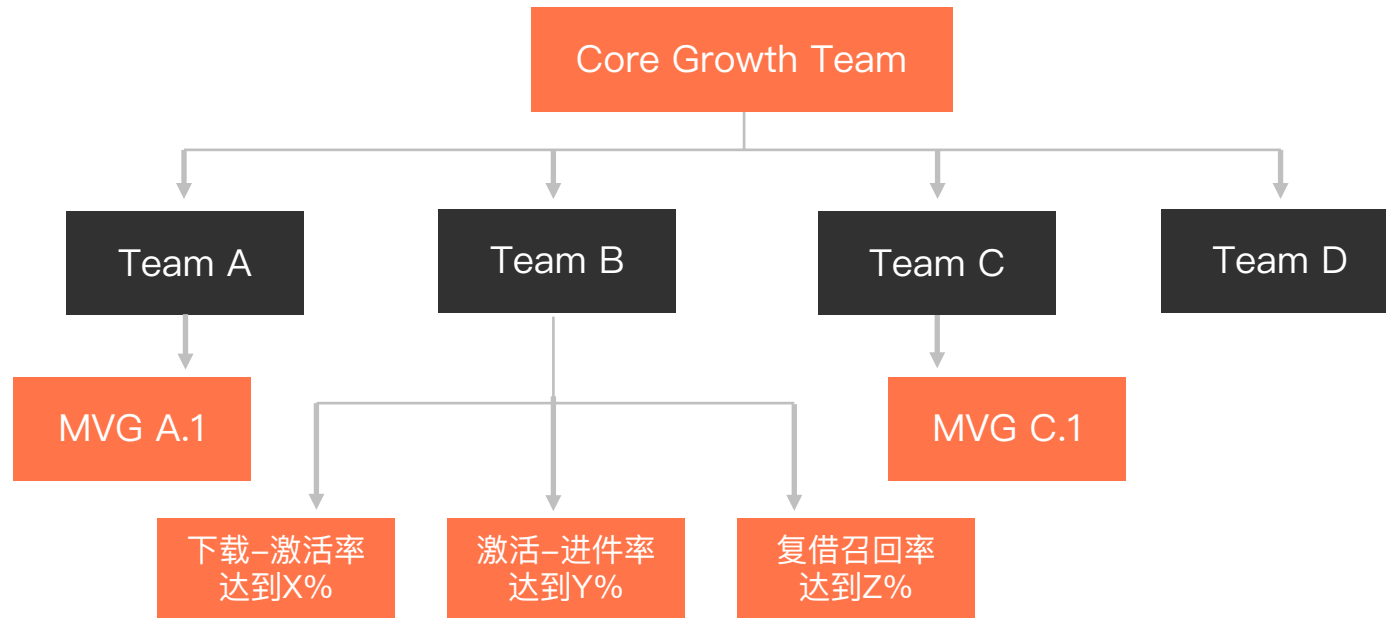 Core Growth Team
Team A
Team B
Team C
Team D
MVG A.1
MVG C.1
下载–激活率
达到X%
激活–进件率
达到Y%
复借召回率
达到Z%